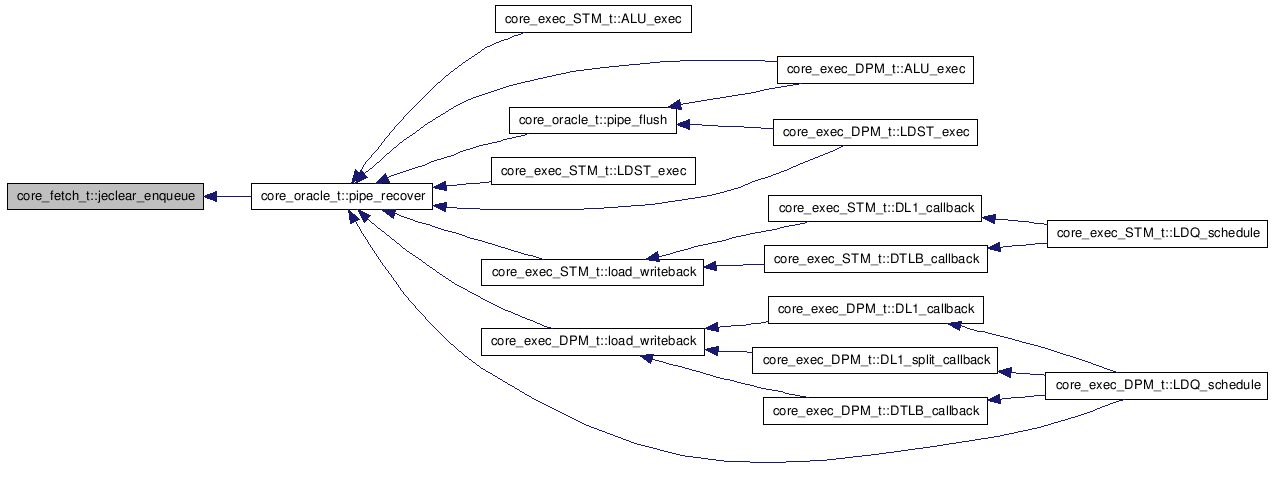 core_exec_STM_t::ALU_exec
core_exec_DPM_t::ALU_exec
core_oracle_t::pipe_flush
core_exec_DPM_t::LDST_exec
core_exec_STM_t::LDST_exec
core_fetch_t::jeclear_enqueue
core_oracle_t::pipe_recover
core_exec_STM_t::DL1_callback
core_exec_STM_t::LDQ_schedule
core_exec_STM_t::DTLB_callback
core_exec_STM_t::load_writeback
core_exec_DPM_t::DL1_callback
core_exec_DPM_t::load_writeback
core_exec_DPM_t::DL1_split_callback
core_exec_DPM_t::LDQ_schedule
core_exec_DPM_t::DTLB_callback